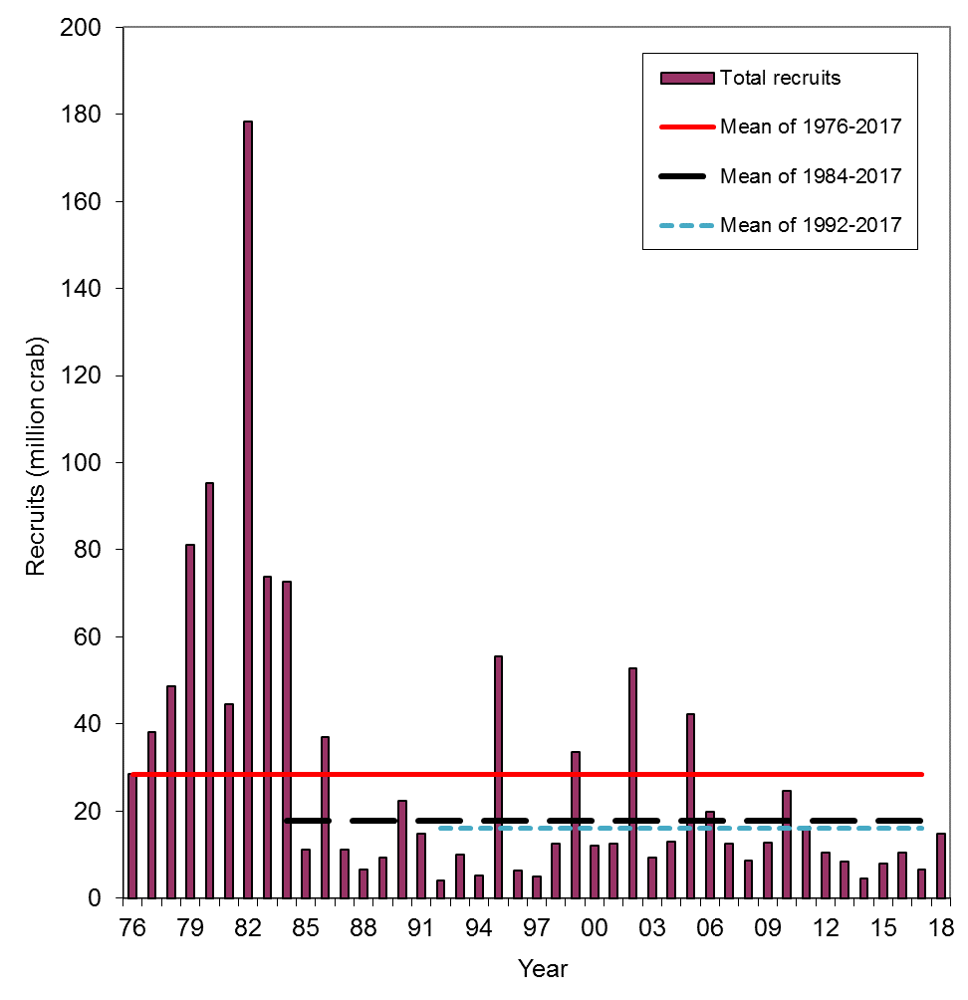 200
180
160
140
120
100
80
60
40
20
0
Recruits (million crab)
Total recruits
Mean of 1976-2017
Mean of 1984-2017
Mean of 1992-2017
76 79 82 85 88 91 94 97 00 03 06 09 12 15 18
Year